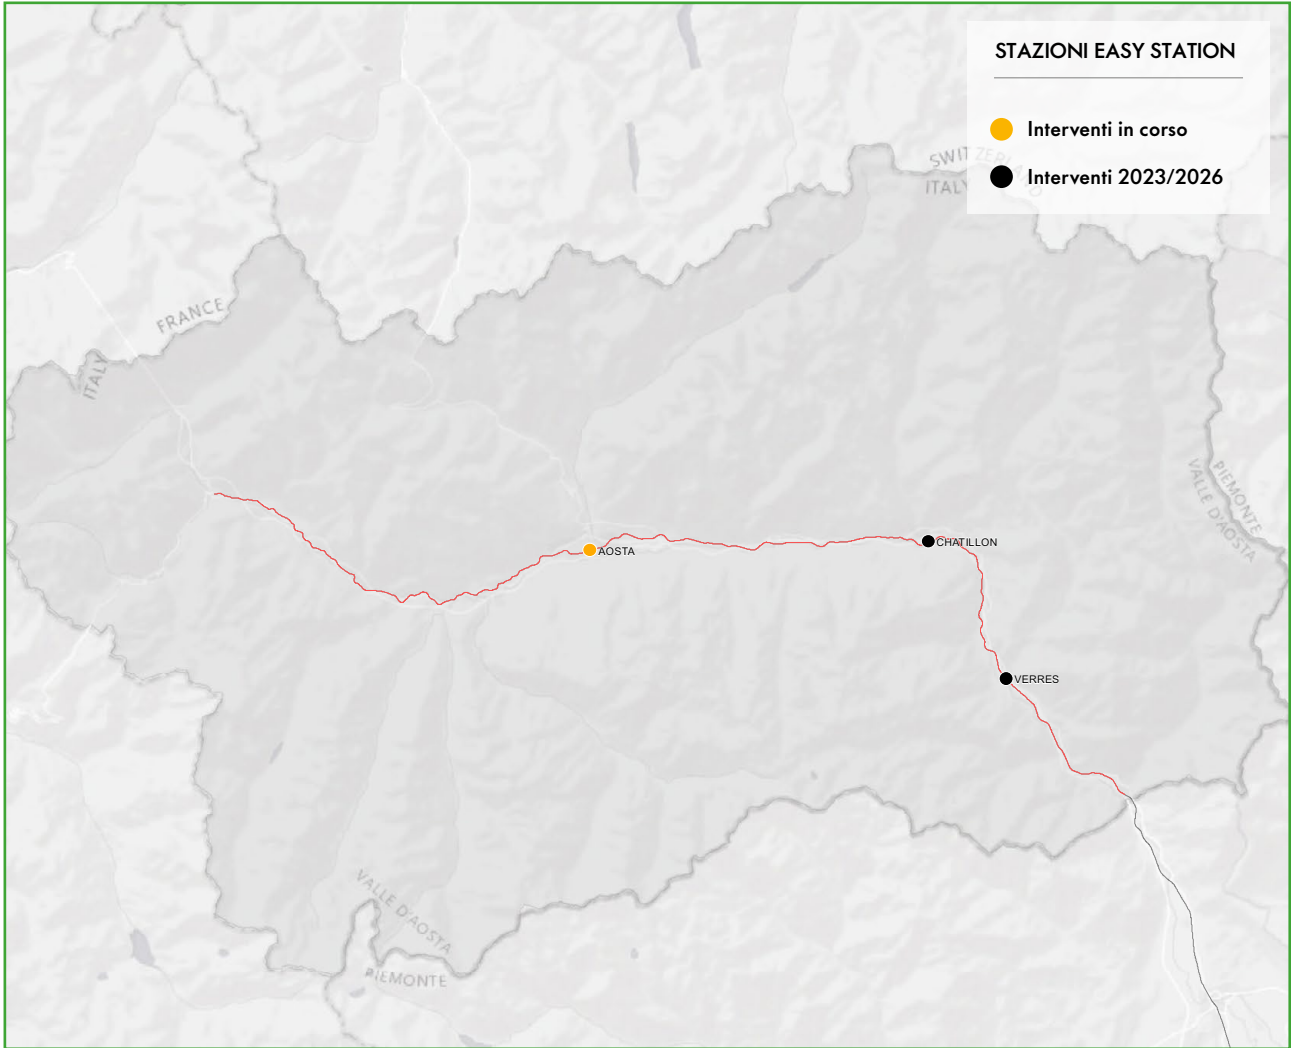 STAZIONI EASY STATION
Interventi in corso
Interventi 2023/2026
SWITZERLAND
ITALY
FRANCE
ITALY
PIEMONTE
VALLE D'AOSTA
AOSTA
CHATILLON
VERRES
VALLE D'AOSTA
PIEMONTE